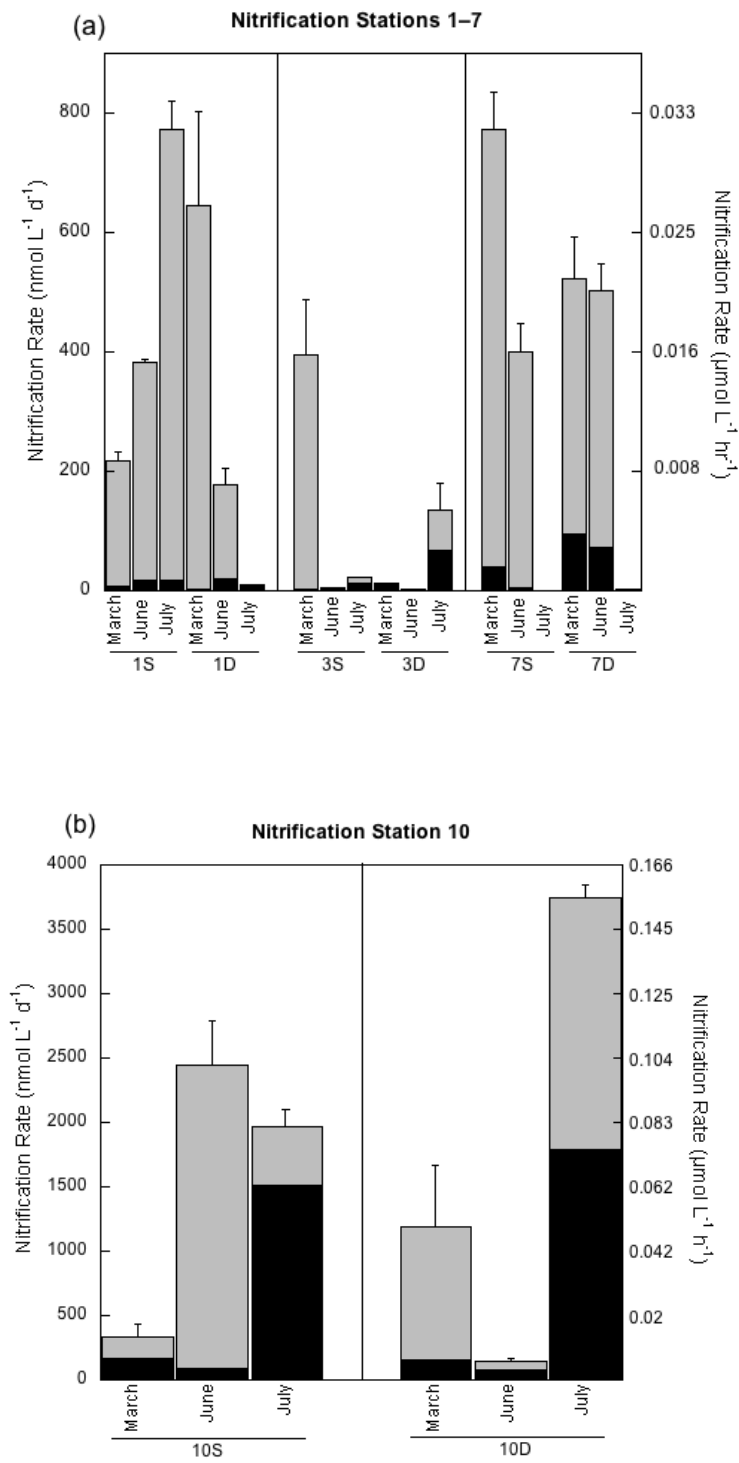 (a)
Nitrification Stations 1–7
800
600
400
200
0
Nitrification Rate (nmol L-1 d-1)
0.033
0.025
0.016
0.008
Nitrification Rate (µmol L-1 hr-1)
March June July March June July March June July March June July March June July March June July
1S 1D 3S 3D 7S 7D
(b)
Nitrification Station 10
4000
3500
3000
2500
2000
1500
1000
500
0
Nitrification Rate (nmol L-1 d-1)
0.166
0.145
0.125
0.104
0.083
0.062
0.042
0.02
Nitrification Rate (µmol L-1 h-1)
March June July March June July
10S 10D